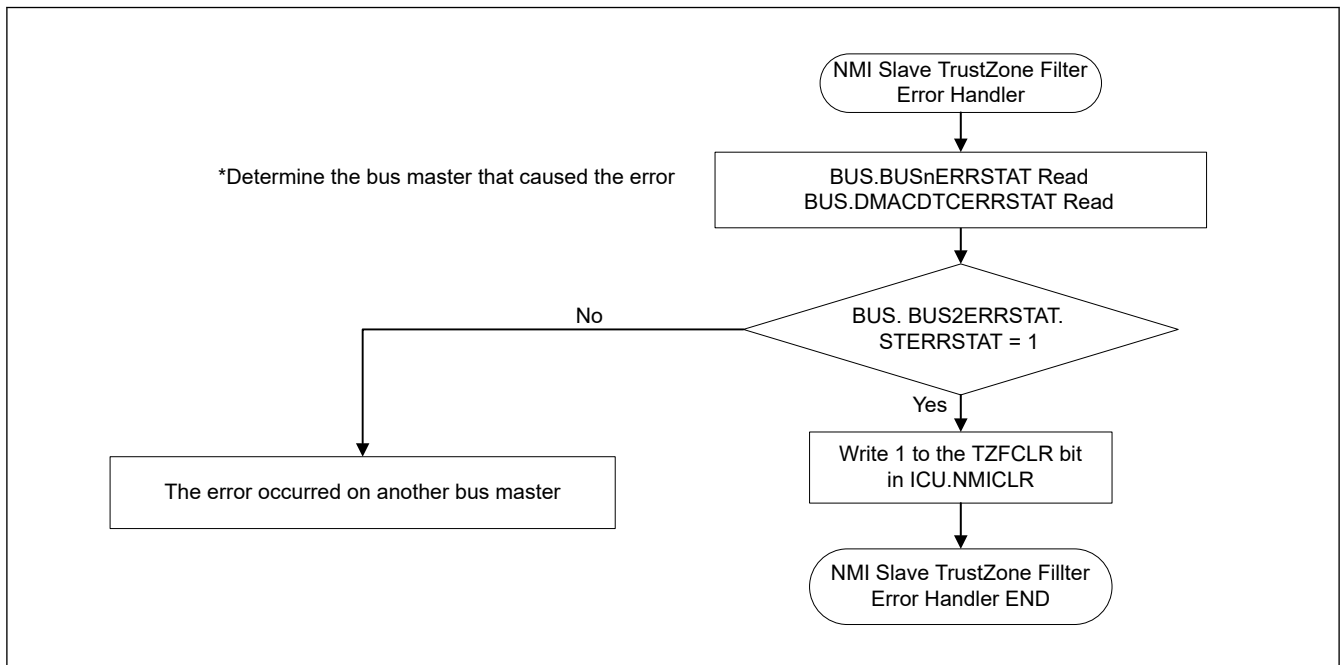 NMI Slave TrustZone Filter
Error Handler
*Determine the bus master that caused the error
BUS.BUSnERRSTAT Read
BUS.DMACDTCERRSTAT Read
BUS. BUS2ERRSTAT.
STERRSTAT = 1
No
Yes
Write 1 to the TZFCLR bit
in ICU.NMICLR
The error occurred on another bus master
NMI Slave TrustZone Fillter
Error Handler END